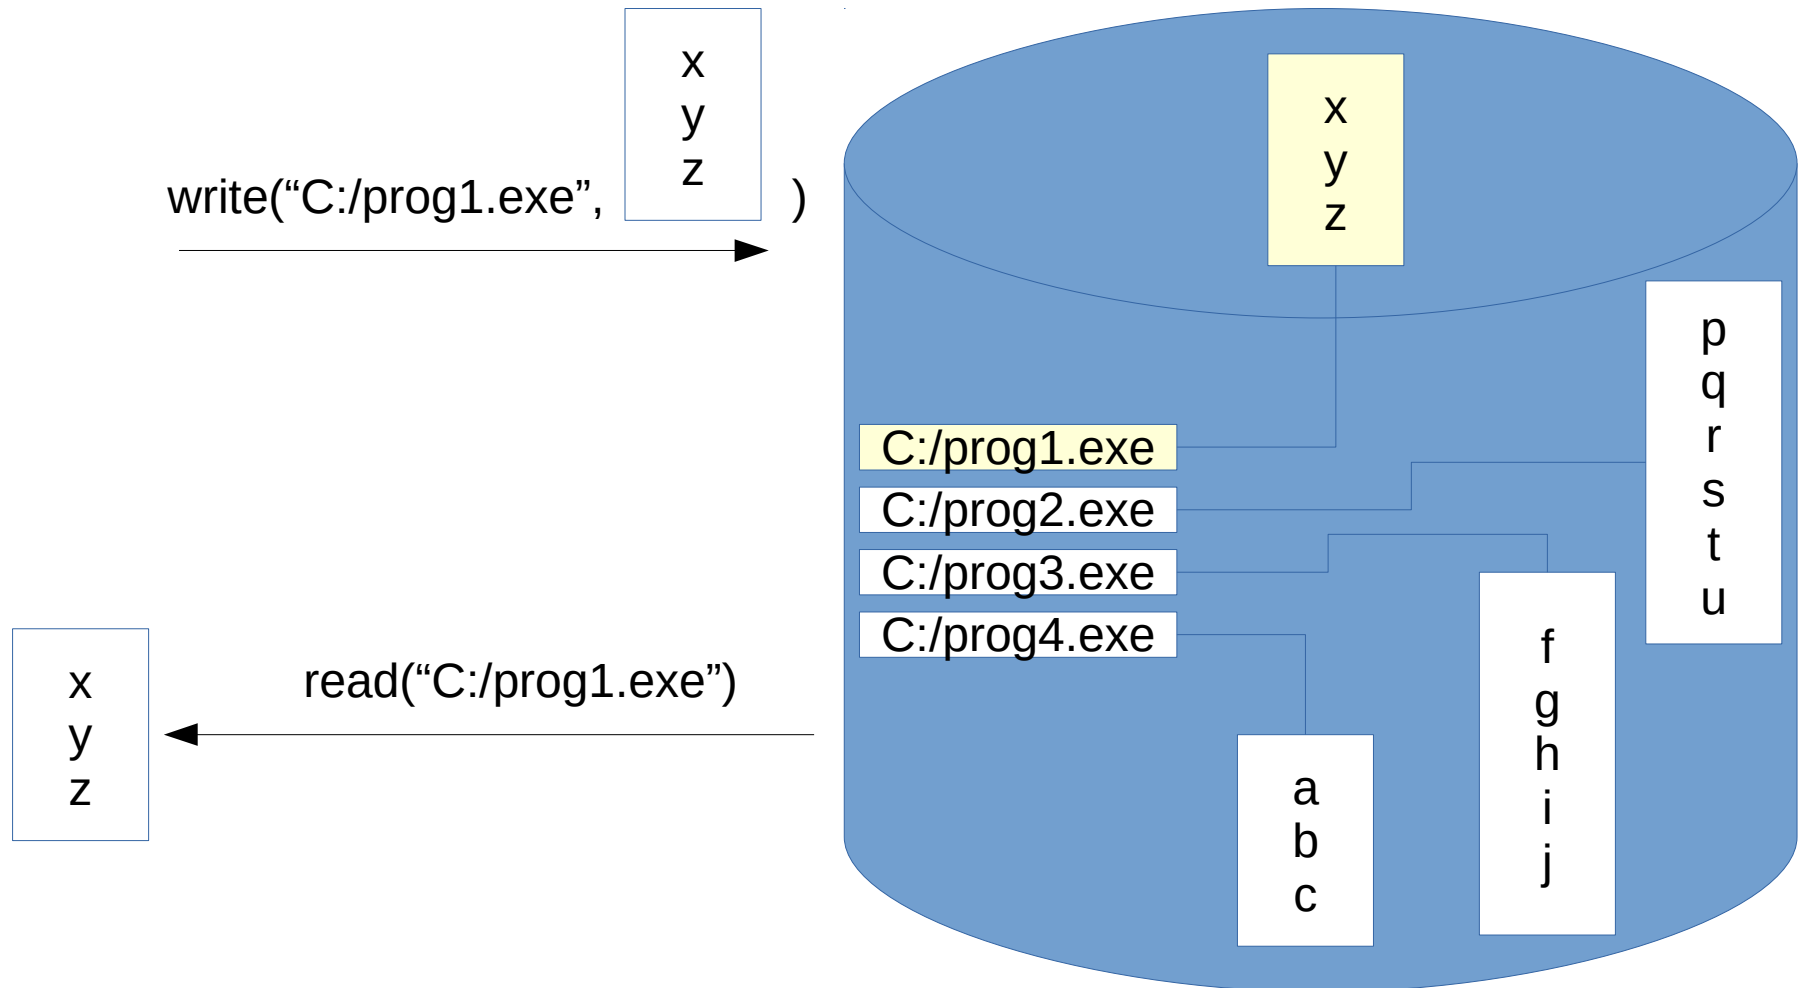 x
y
z
write(“C:/prog1.exe”, )
x
y
z
C:/prog1.exe
C:/prog2.exe
C:/prog3.exe
C:/prog4.exe
p
q
r
s
t
u
f
g
h
i
j
a
b
c
read(“C:/prog1.exe”)
x
y
z